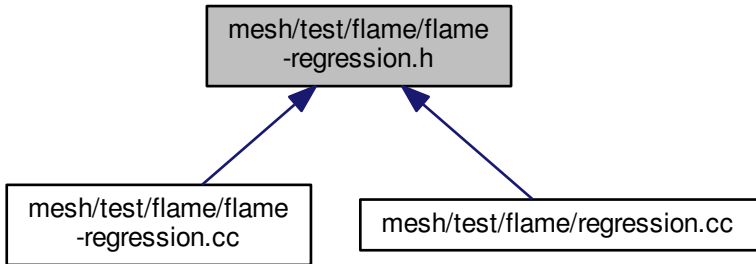 mesh/test/flame/flame
-regression.h
mesh/test/flame/flame
-regression.cc
mesh/test/flame/regression.cc